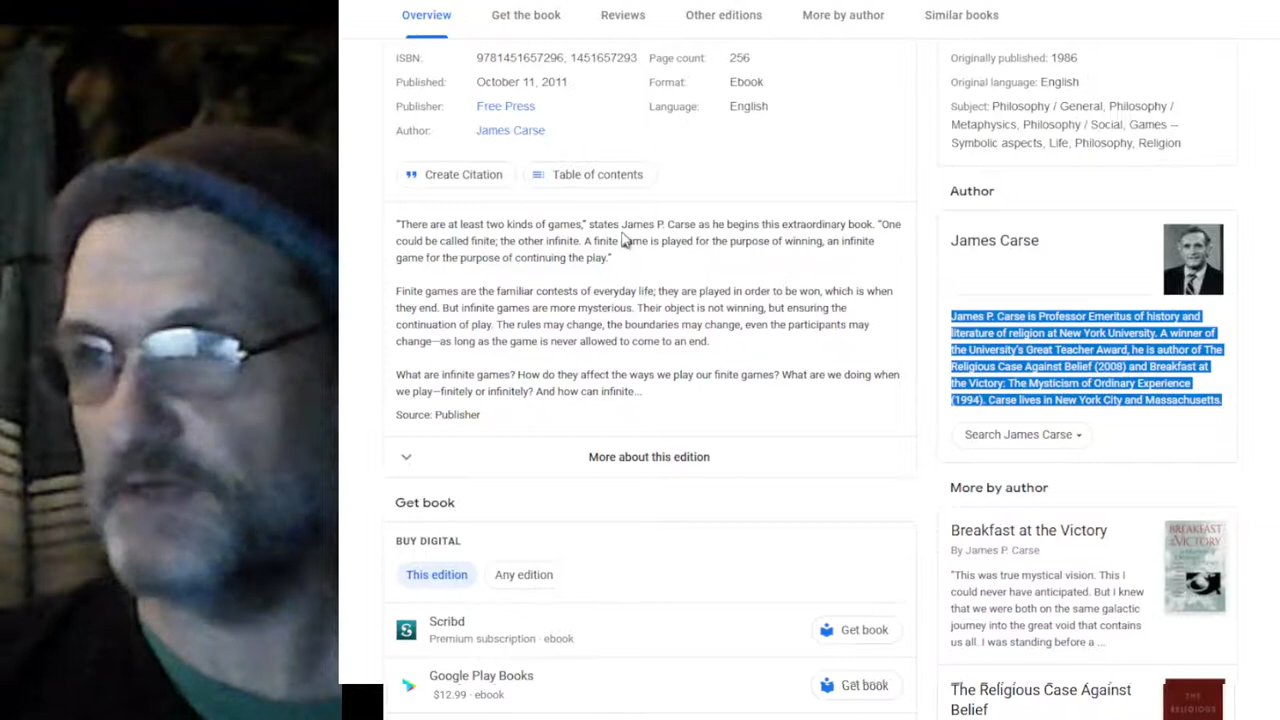 Overview
Get the book
Reviews
Other editions
More by author
Similar books
ISBN: 9781451657296, 1451657293
Page count: 256
Published: October 11, 2011
Format: Ebook
Publisher: Free Press
Language: English
Author: James Carse
Create Citation
Table of contents
"There are at least two kinds of games," states James P. Carse as he begins this extraordinary book. "One
could be called finite; the other infinite. A finite game is played for the purpose of winning, an infinite
game for the purpose of continuing the play."
Finite games are the familiar contests of everyday life; they are played in order to be won, which is when
they end. But infinite games are more mysterious. Their object is not winning, but ensuring the
continuation of play. The rules may change, the boundaries may change, even the participants may
change—as long as the game is never allowed to come to an end.
What are infinite games? How do they affect the ways we play our finite games? What are we doing when
we play—finitely or infinitely? And how can infinite...
Source: Publisher
More about this edition
Get book
BUY DIGITAL
This edition
Any edition
Scribd
Premium subscription · ebook
Get book
Google Play Books
$12.99 · ebook
Get book
Originally published: 1986
Original language: English
Subject: Philosophy / General, Philosophy /
Metaphysics, Philosophy / Social, Games --
Symbolic aspects, Life, Philosophy, Religion
Author
James Carse
James P. Carse is Professor Emeritus of history and
literature of religion at New York University. A winner of
the University's Great Teacher Award, he is author of The
Religious Case Against Belief (2008) and Breakfast at
the Victory: The Mysticism of Ordinary Experience
(1994). Carse lives in New York City and Massachusetts.
Search James Carse
More by author
Breakfast at the Victory
By James P. Carse
"This was true mystical vision. This I
could never have anticipated. But I knew
that we were both on the same galactic
journey into the great void that contains
us all. I was standing before a ...
BREAKFAST
VICTORY
The Religious Case Against
Belief
THE
RELIGIOUS